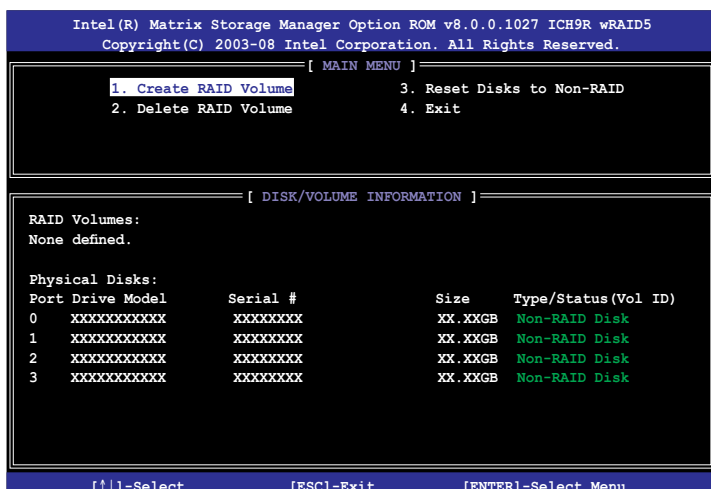 Intel(R) Matrix Storage Manager Option ROM v8.0.0.1027 ICH9R wRAID5
Copyright(C) 2003-08 Intel Corporation. All Rights Reserved.
[ MAIN MENU ]
1. Create RAID Volume 3. Reset Disks to Non-RAID
2. Delete RAID Volume 4. Exit
[ DISK/VOLUME INFORMATION ]
RAID Volumes:
None defined.
Physical Disks:
Port Drive Model Serial # Size Type/Status(Vol ID)
0 XXXXXXXXXXX XXXXXXXX XX.XXGB Non-RAID Disk
1 XXXXXXXXXXX XXXXXXXX XX.XXGB Non-RAID Disk
2 XXXXXXXXXXX XXXXXXXX XX.XXGB Non-RAID Disk
3 XXXXXXXXXXX XXXXXXXX XX.XXGB Non-RAID Disk
[↑↓]-Select [ESC]-Exit [ENTER]-Select Menu